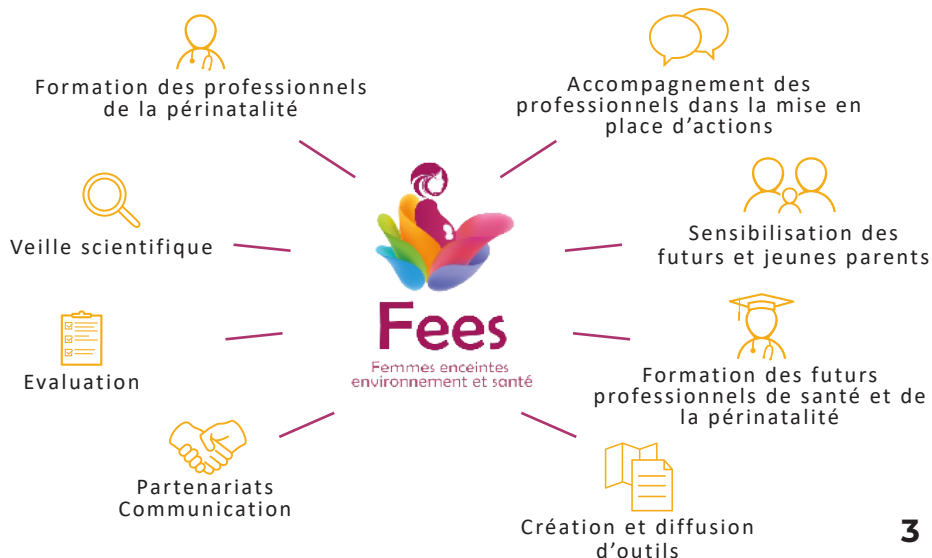 Formation des professionnels
de la périnatalité
Accompagnement des
professionnels dans la mise en
place d’actions
Veille scientifique
Sensibilisation des
futurs et jeunes parents
Fees
Femmes enceintes
environnement et santé
Evaluation
Formation des futurs
professionnels de santé et de
la périnatalité
Partenariats
Communication
Création et diffusion
d’outils
3